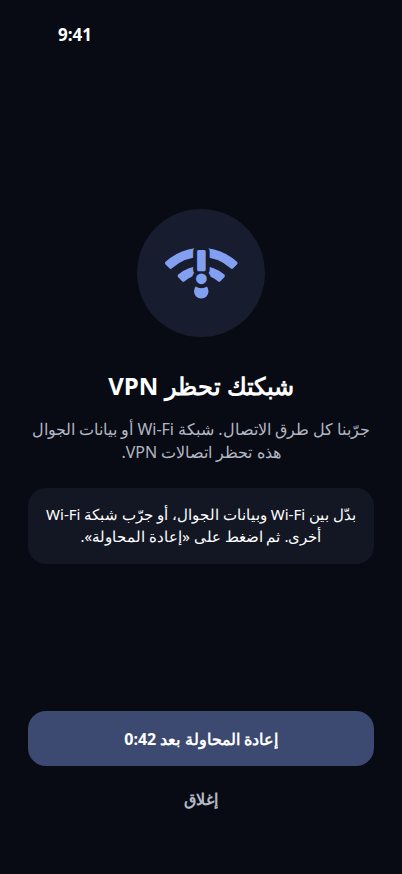 9:41
شبكتك تحظر VPN
جرّبنا كل طرق الاتصال. شبكة Wi-Fi أو بيانات الجوال
هذه تحظر اتصالات VPN.
بدّل بين Wi-Fi وبيانات الجوال، أو جرّب شبكة Wi-Fi
أخرى. ثم اضغط على «إعادة المحاولة».
إعادة المحاولة بعد 0:42
إغلاق